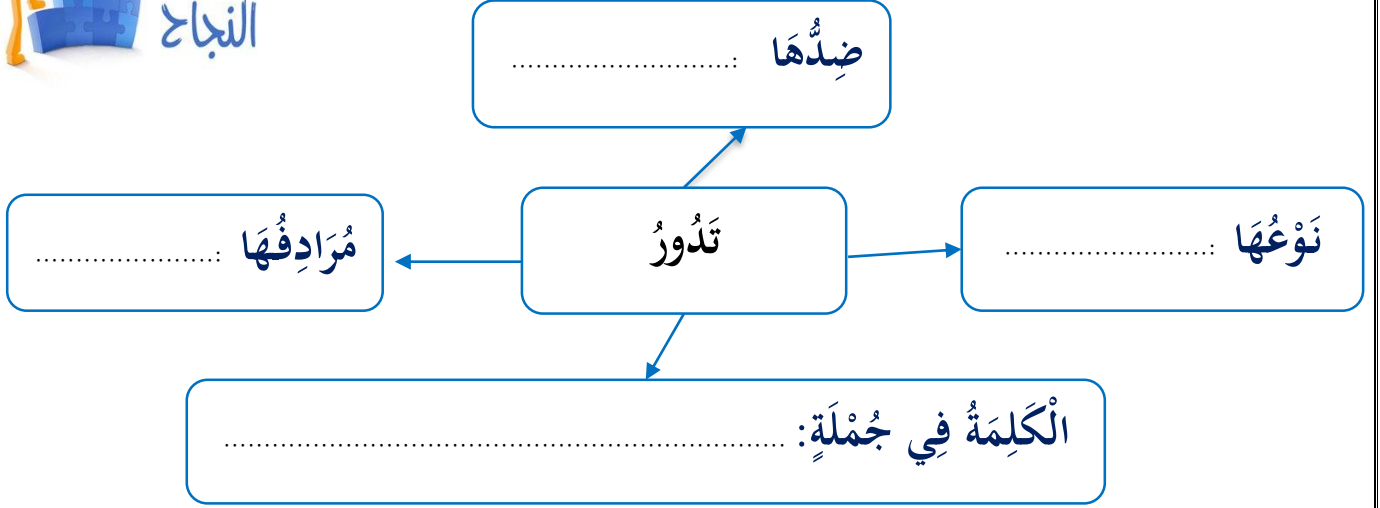 النجاح
ضِدُّهَا :...........................
نَوْعُهَا :.........................
تَدُورُ
مُرَادِفُهَا :......................
الْكَلِمَةُ فِي جُمْلَةٍ: ......................................................................